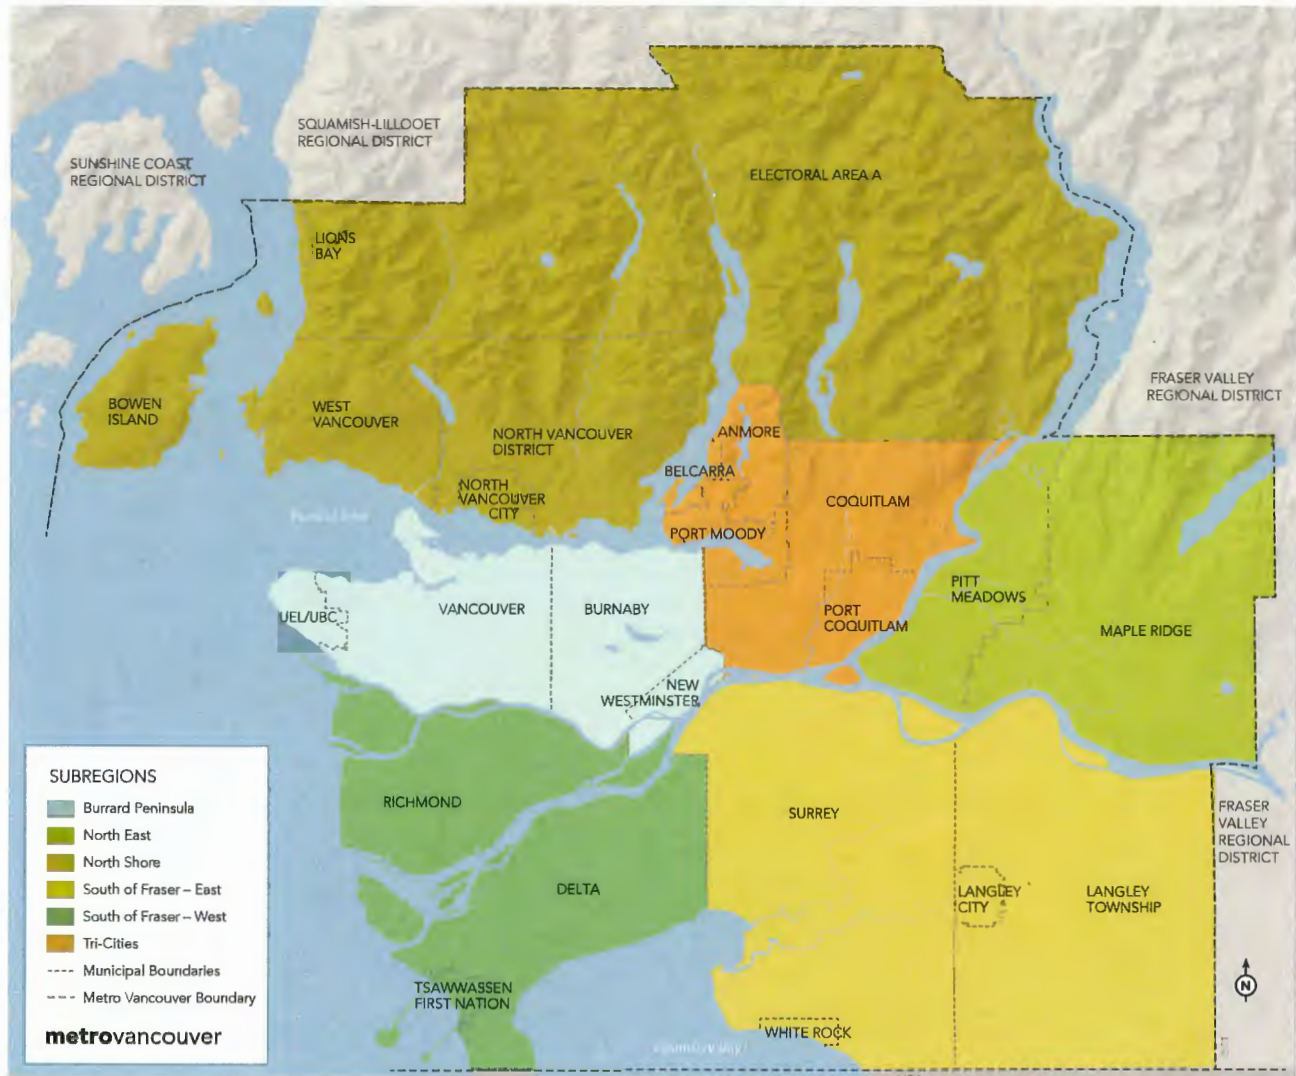 SQUAMISH-LILLOOET
REGIONAL DISTRICT
SUNSHINE COAST
REGIONAL DISTRICT
ELECTORAL AREA A
LIONS
BAY
FRASER VALLEY
REGIONAL DISTRICT
BOWEN
ISLAND
WEST
VANCOUVER
NORTH VANCOUVER
DISTRICT
ANMORE
BELCARRA
NORTH
VANCOUVER
CITY
COQUITLAM
PORT MOODY
PITT
MEADOWS
UEL/UBC
VANCOUVER
BURNABY
PORT
COQUITLAM
MAPLE RIDGE
NEW
WESTMINSTER
RICHMOND
SURREY
FRASER
VALLEY
REGIONAL
DISTRICT
DELTA
LANGLEY
CITY
LANGLEY
TOWNSHIP
TSAWWASSEN
FIRST NATION
WHITE ROCK
N
SUBREGIONS
Burrard Peninsula
North East
North Shore
South of Fraser – East
South of Fraser – West
Tri-Cities
Municipal Boundaries
Metro Vancouver Boundary
metrovancouver